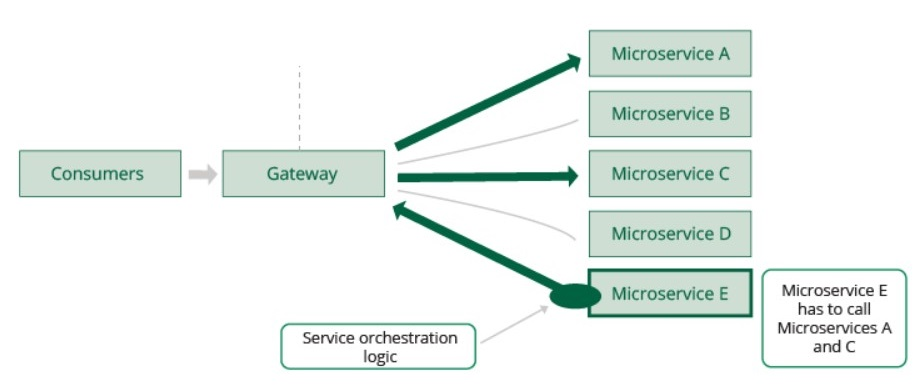 Microservice A
Microservice B
Consumers
Gateway
Microservice C
Microservice D
Microservice E
Microservice E
has to call
Microservices A
and C
Service orchestration
logic